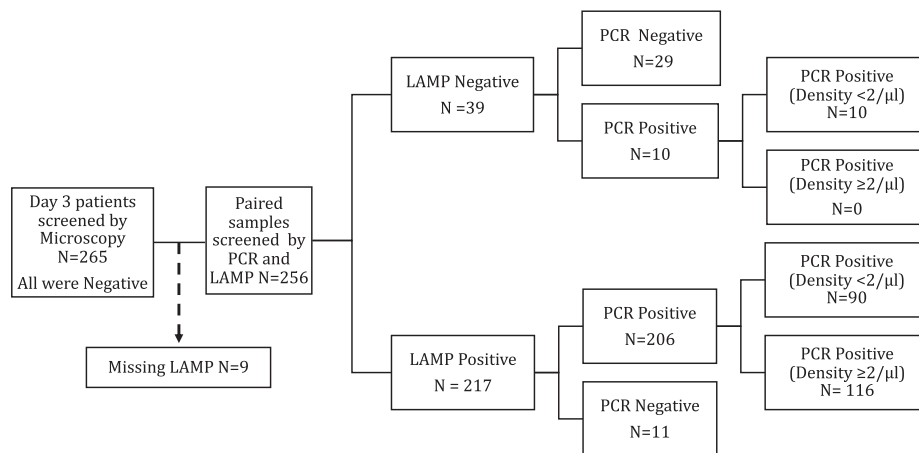 Day 3 patients
screened by
Microscopy
N=265
All were Negative
Missing LAMP N=9
Paired
samples
screened by
PCR and
LAMP N=256
LAMP Negative
N =39
PCR Negative
N=29
PCR Positive
N=10
PCR Positive
(Density <2/μl)
N=10
PCR Positive
(Density ≥2/μl)
N=0
LAMP Positive
N = 217
PCR Positive
N=206
PCR Negative
N=11
PCR Positive
(Density <2/μl)
N=90
PCR Positive
(Density ≥2/μl)
N= 116